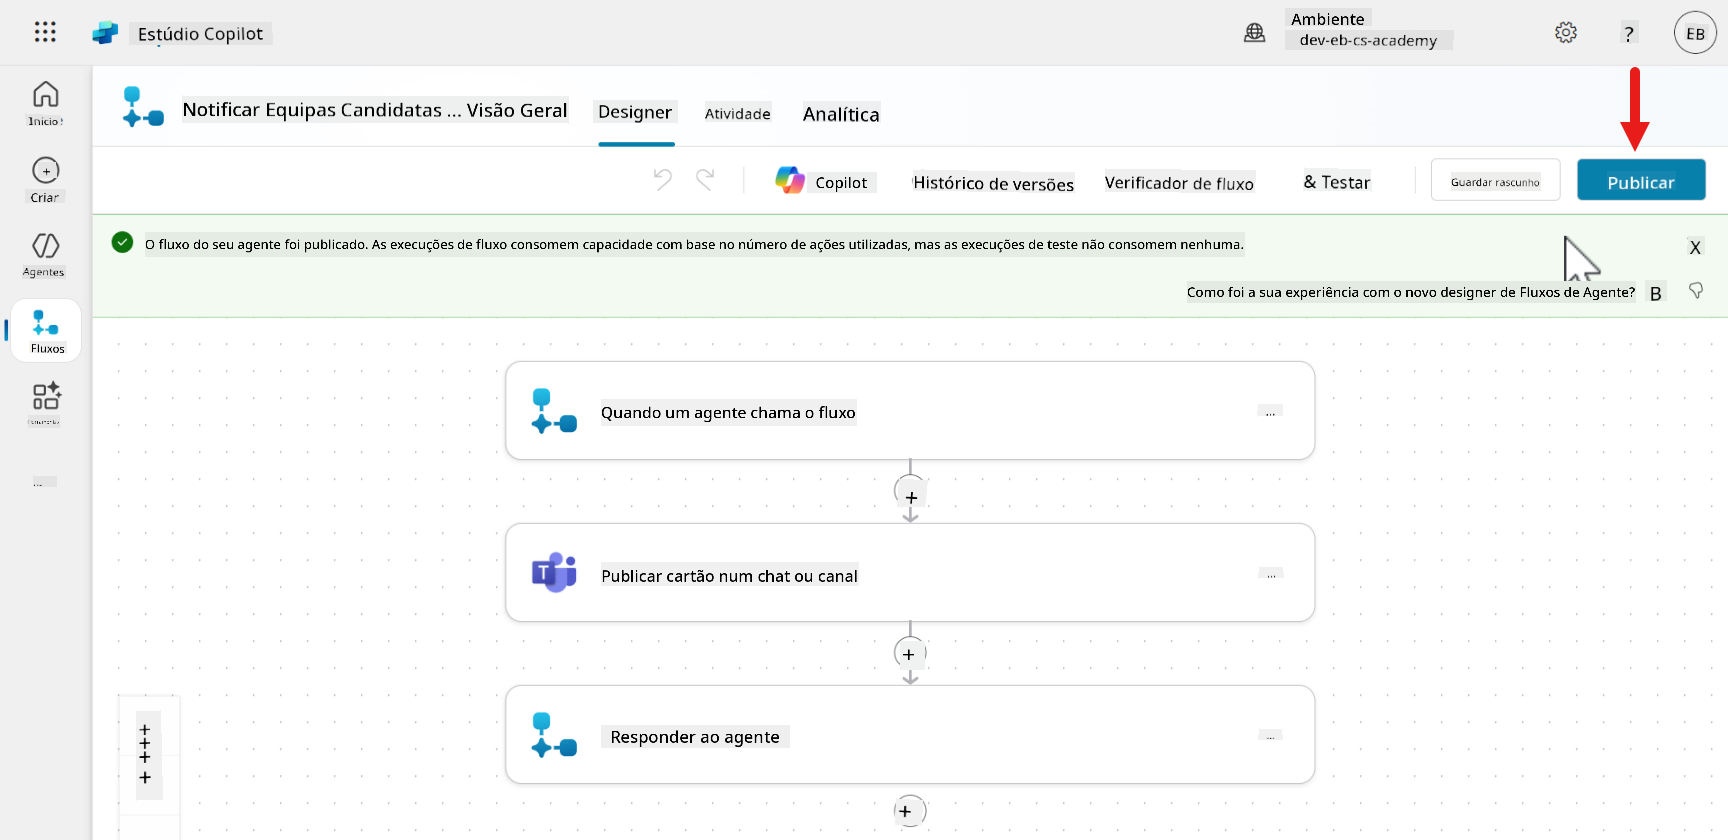 Estúdio Copilot
Ambiente
dev-eb-cs-academy
?
EB
Início
Criar
Agentes
Fluxos
...
Notificar Equipas Candidatas ... Visão Geral
Designer
Atividade
Analítica
Copilot
Histórico de versões
Verificador de fluxo
& Testar
Guardar rascunho
Publicar
O fluxo do seu agente foi publicado. As execuções de fluxo consomem capacidade com base no número de ações utilizadas, mas as execuções de teste não consomem nenhuma.
X
Como foi a sua experiência com o novo designer de Fluxos de Agente?
B
Quando um agente chama o fluxo
...
+
Publicar cartão num chat ou canal
...
+
Responder ao agente
...
+
+
+
+
+